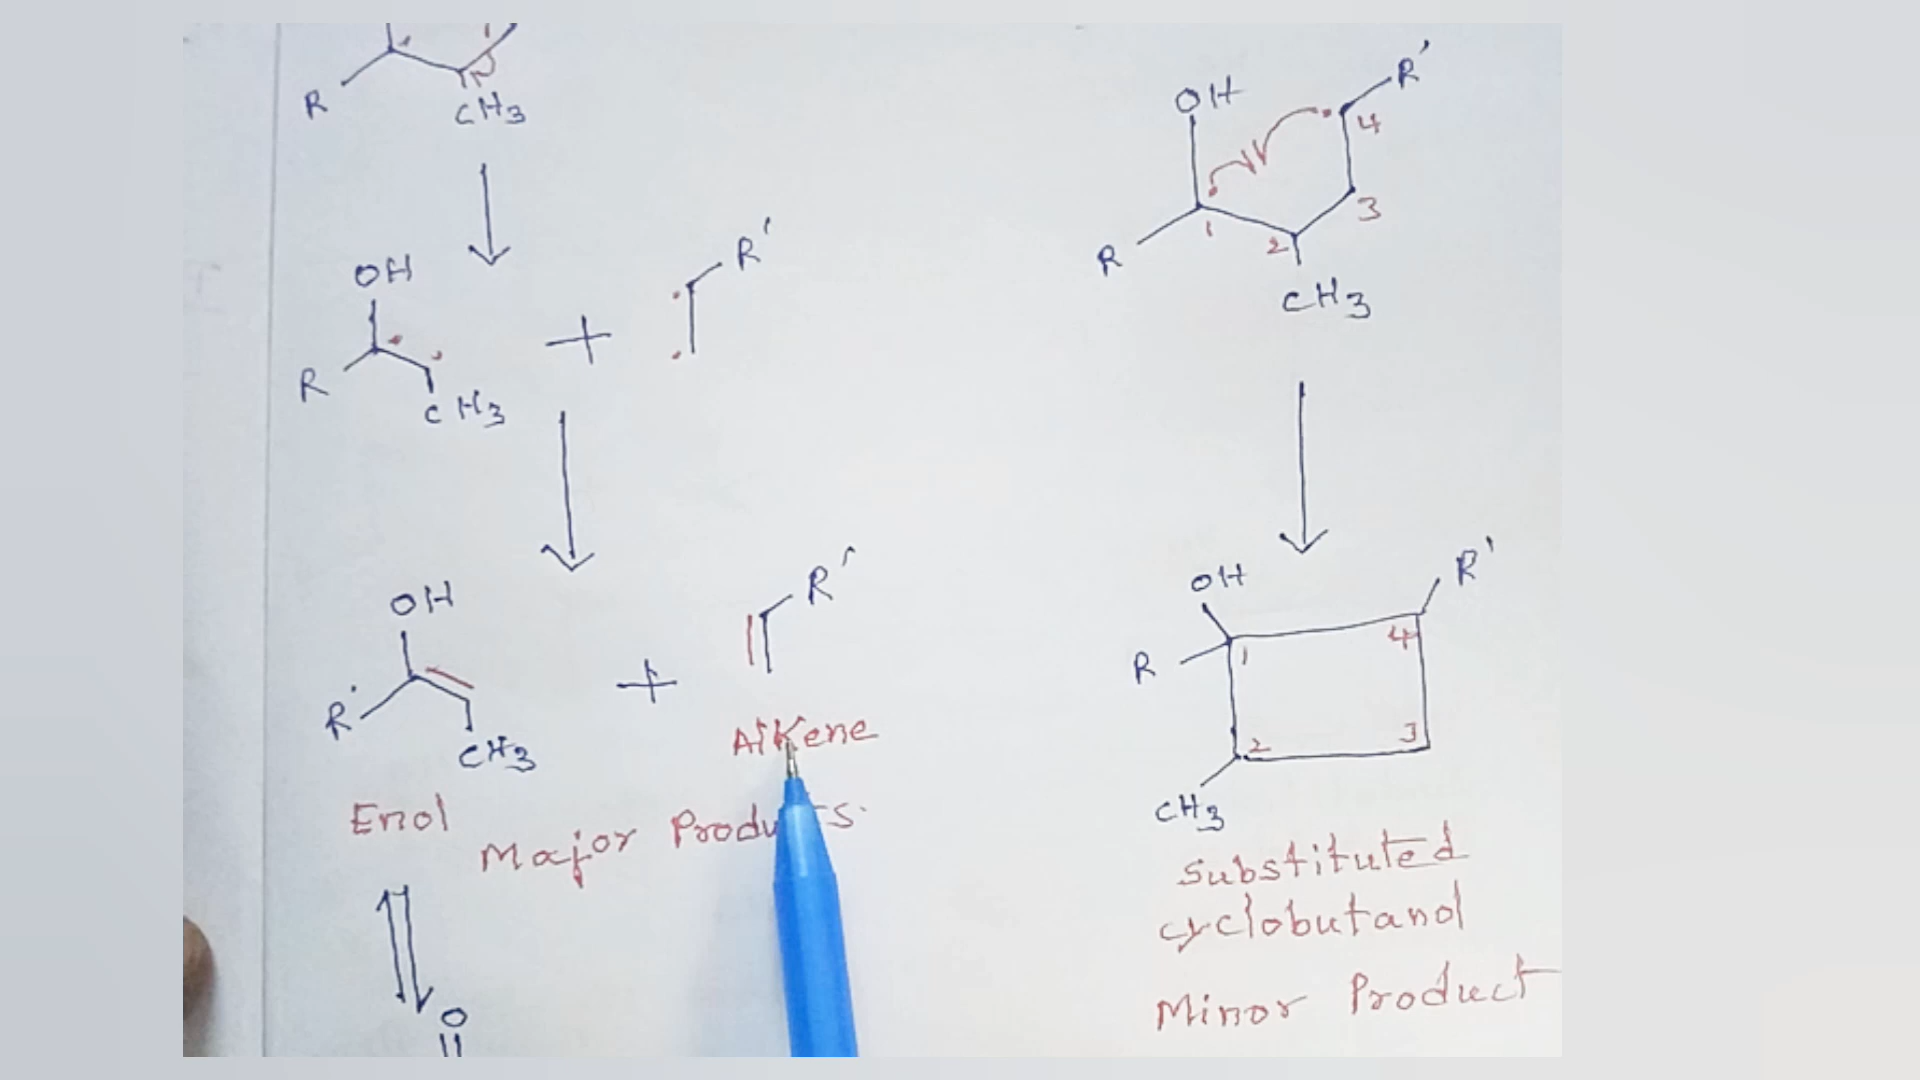 R
CH3
OH
R'
4
1
2
3
R
CH3
OH
R
CH3
+
R'
OH
R
CH3
+
R'
Alkene
Enol
Major Products.
O
OH
R'
R
1
4
2
3
CH3
Substituted
cyclobutanol
Minor Product